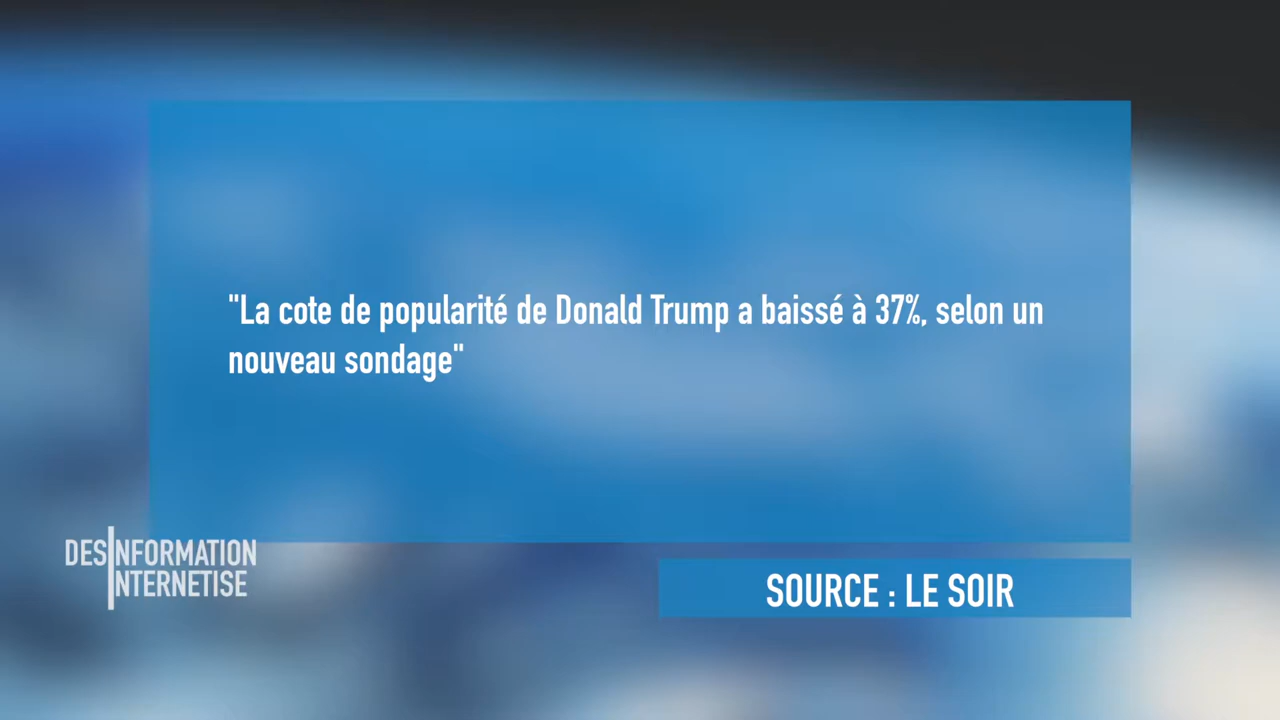 "La cote de popularité de Donald Trump a baissé à 37%, selon un
nouveau sondage"
DESINFORMATION
INTERNETISE
SOURCE : LE SOIR